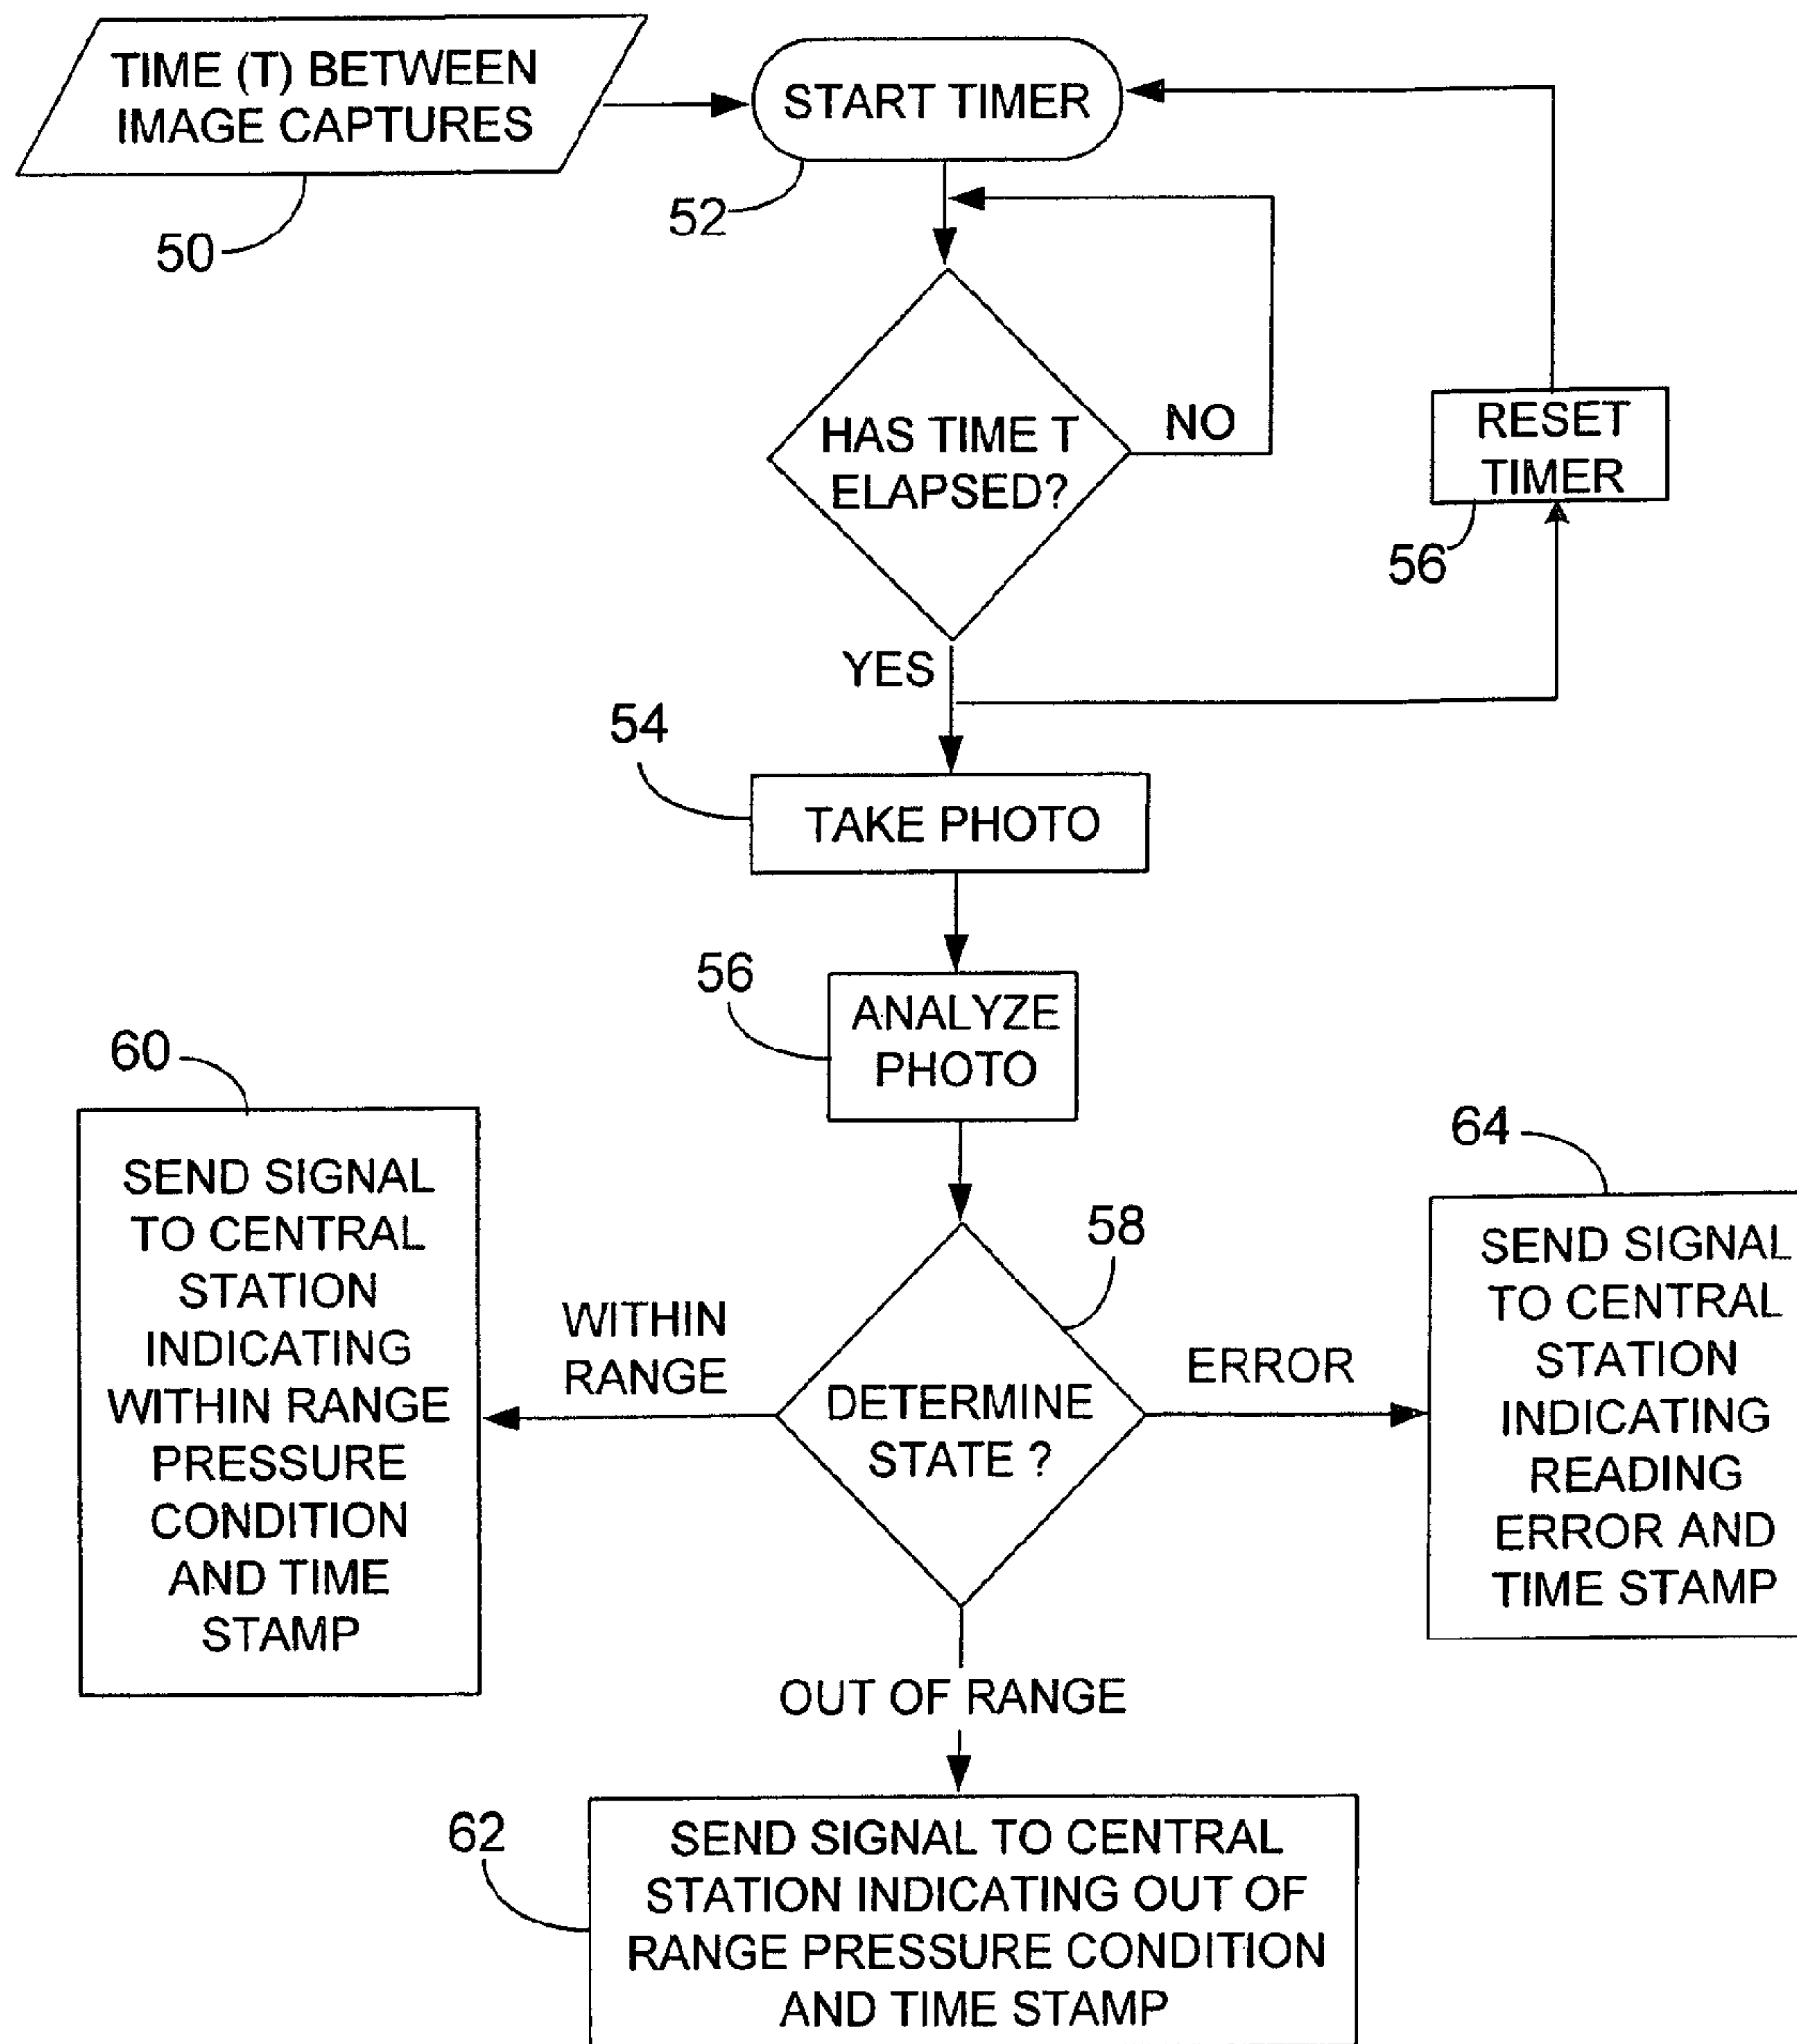 TIME (T) BETWEEN
IMAGE CAPTURES
50
START TIMER
52
HAS TIME T
ELAPSED?
NO
RESET
TIMER
56
YES
54
TAKE PHOTO
56
ANALYZE
PHOTO
60
SEND SIGNAL
TO CENTRAL
STATION
INDICATING
WITHIN RANGE
PRESSURE
CONDITION
AND TIME
STAMP
WITHIN
RANGE
58
DETERMINE
STATE ?
ERROR
64
SEND SIGNAL
TO CENTRAL
STATION
INDICATING
READING
ERROR AND
TIME STAMP
OUT OF RANGE
62
SEND SIGNAL TO CENTRAL
STATION INDICATING OUT OF
RANGE PRESSURE CONDITION
AND TIME STAMP